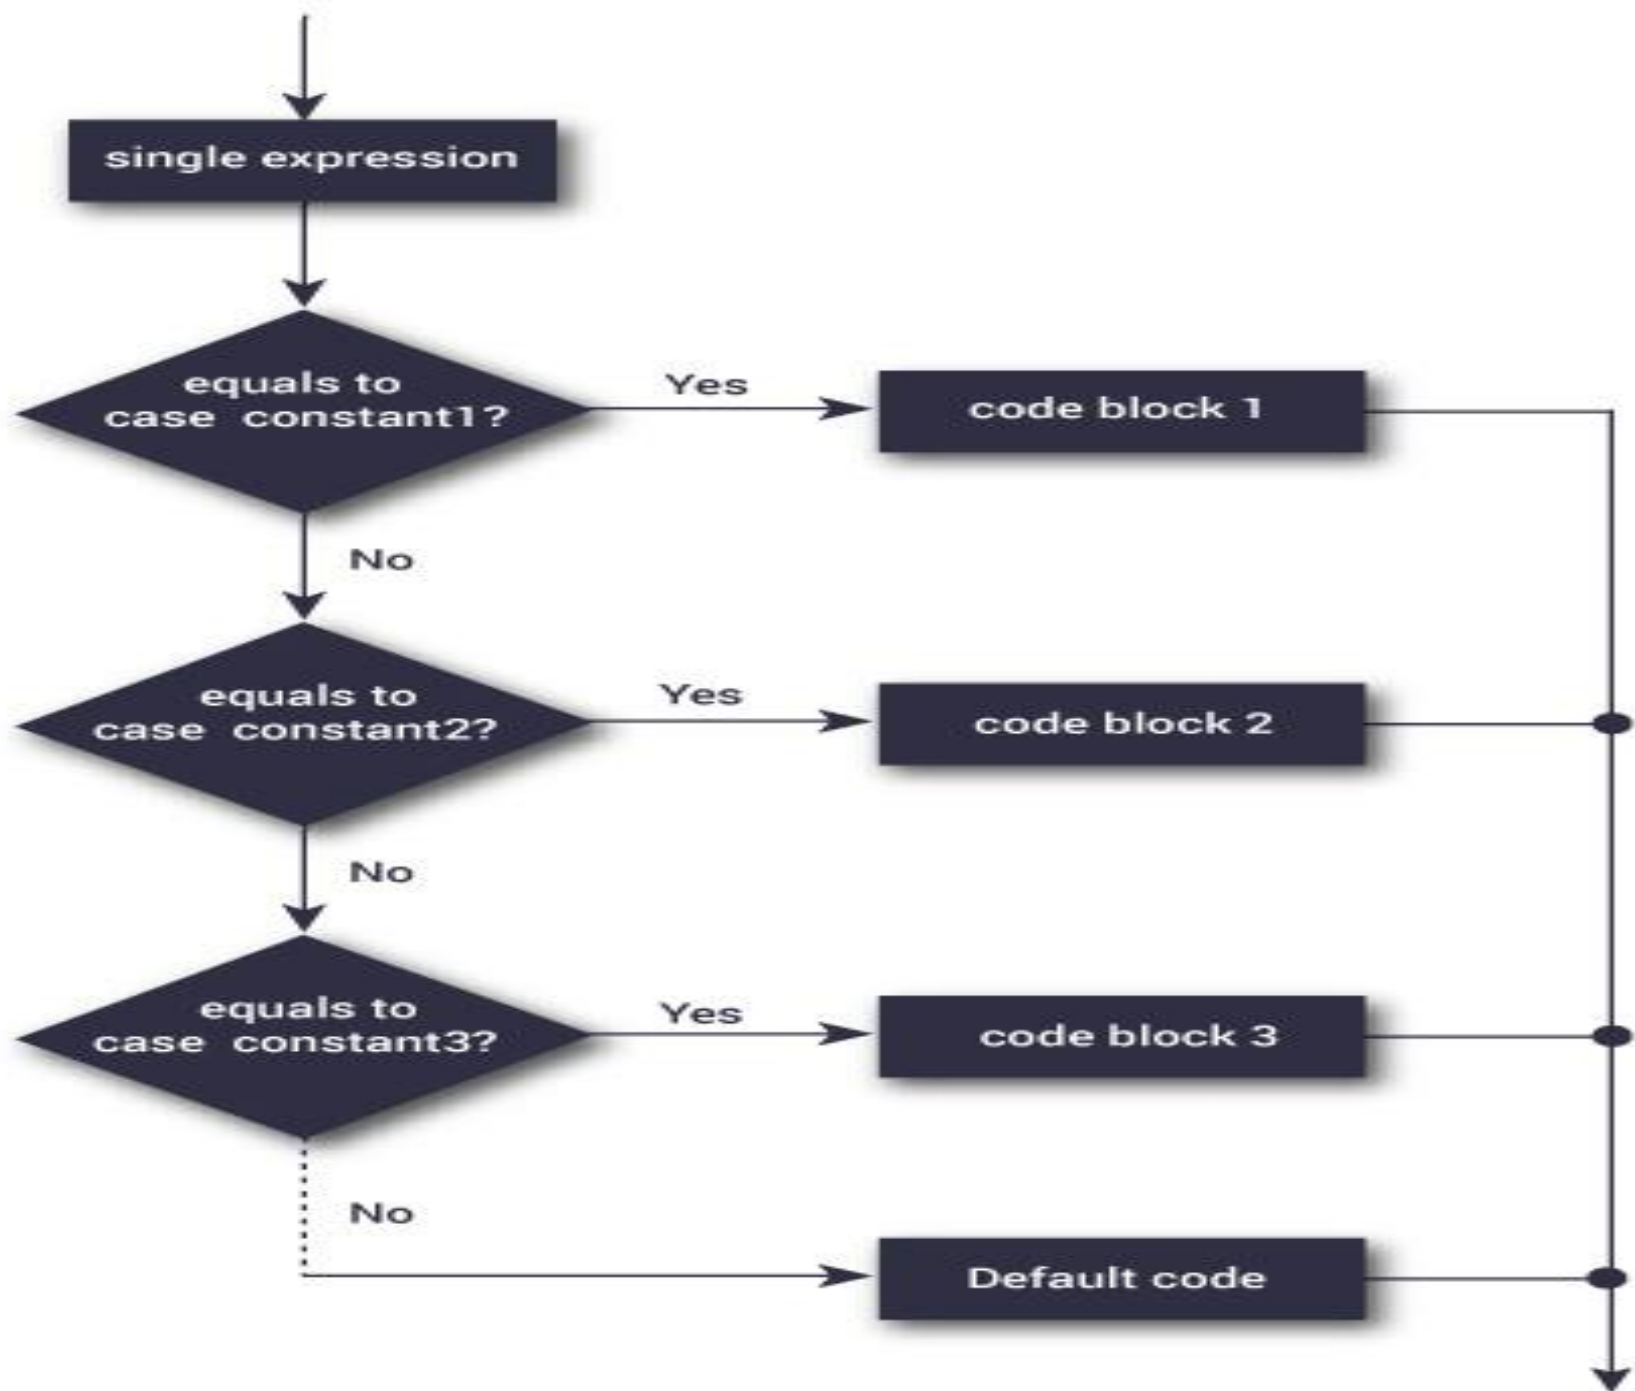 single expression
equals to
case constant1?
Yes
code block 1
No
equals to
case constant2?
Yes
code block 2
No
equals to
case constant3?
Yes
code block 3
No
Default code